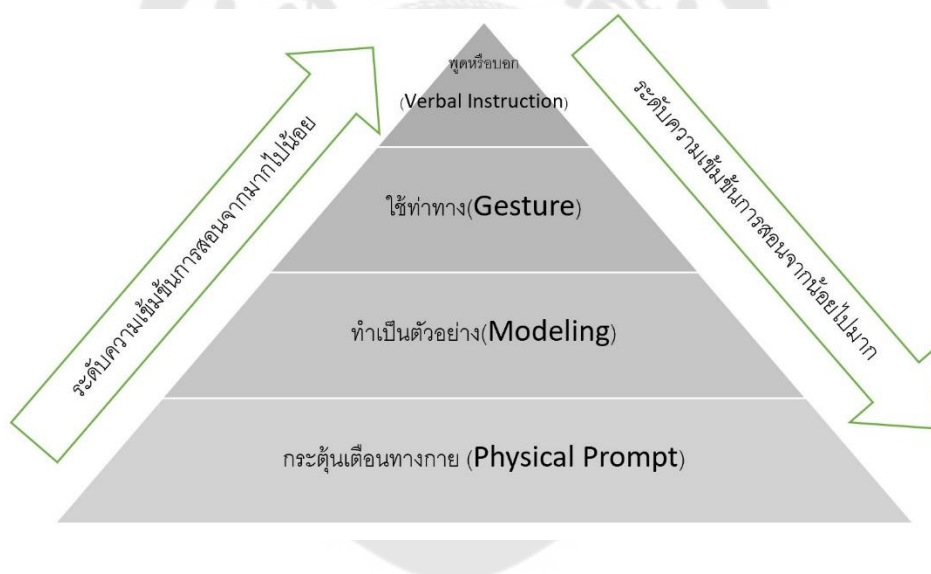 พูดหรือบอก
(Verbal Instruction)
ใช้ท่าทาง(Gesture)
ทำเป็นตัวอย่าง(Modeling)
กระตุ้นเตือนทางกาย (Physical Prompt)
ระดับความเข้มข้นการสอนจากมากไปน้อย
ระดับความเข้มข้นการสอนจากน้อยไปมาก